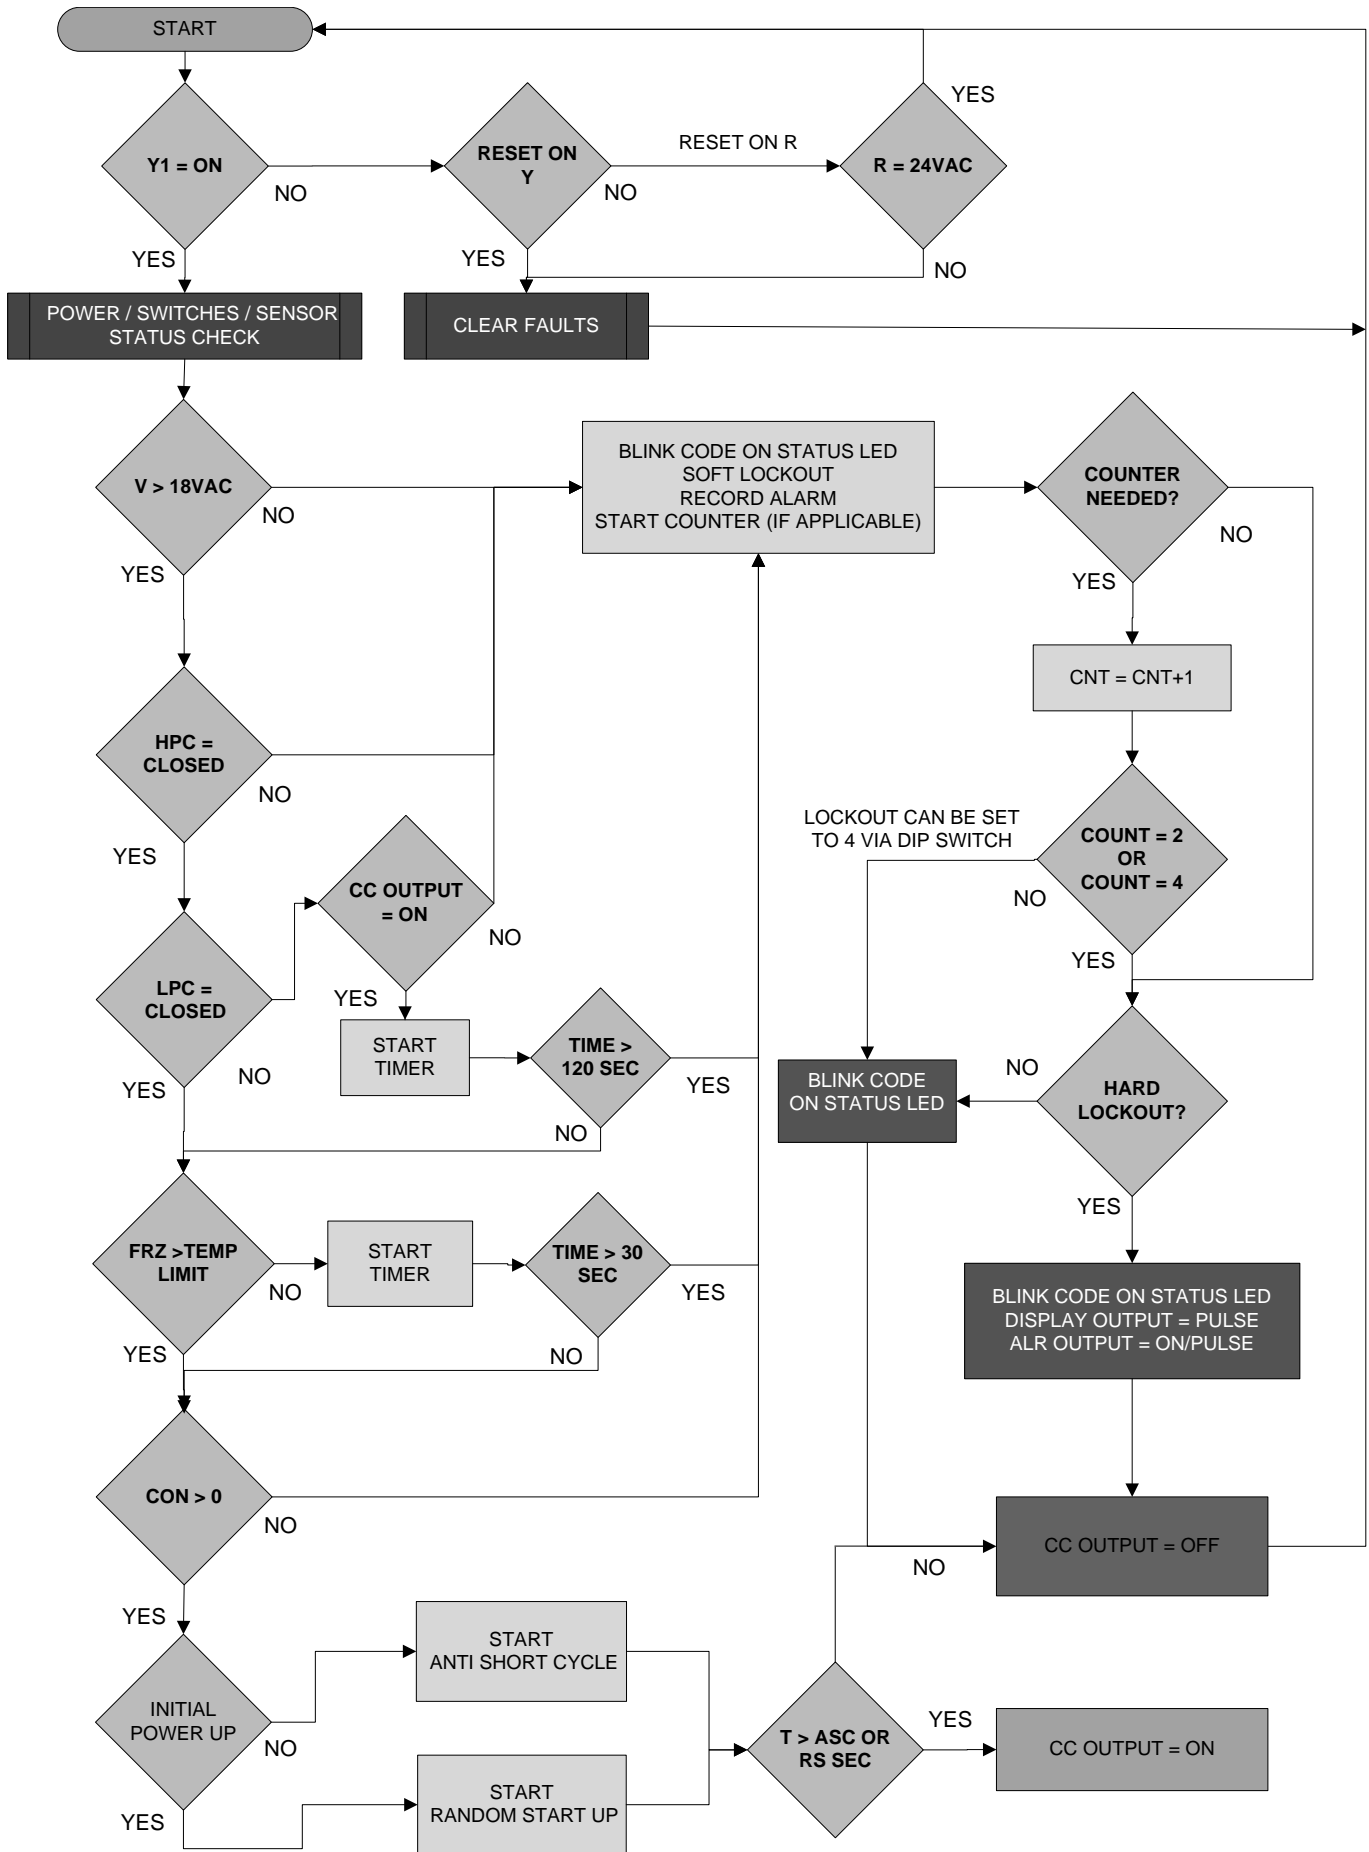 START
YES
Y1 = ON
NO
RESET ON
Y
NO
RESET ON R
R = 24VAC
YES
YES
NO
POWER / SWITCHES / SENSOR
STATUS CHECK
CLEAR FAULTS
V > 18VAC
NO
YES
BLINK CODE ON STATUS LED
SOFT LOCKOUT
RECORD ALARM
START COUNTER (IF APPLICABLE)
COUNTER
NEEDED?
NO
YES
CNT = CNT+1
HPC =
CLOSED
NO
YES
LOCKOUT CAN BE SET
TO 4 VIA DIP SWITCH
COUNT = 2
OR
COUNT = 4
NO
YES
CC OUTPUT
= ON
NO
YES
LPC =
CLOSED
NO
YES
START
TIMER
TIME >
120 SEC
YES
NO
BLINK CODE
ON STATUS LED
NO
HARD
LOCKOUT?
YES
FRZ >TEMP
LIMIT
NO
YES
START
TIMER
TIME > 30
SEC
YES
NO
BLINK CODE ON STATUS LED
DISPLAY OUTPUT = PULSE
ALR OUTPUT = ON/PULSE
CON > 0
NO
YES
NO
CC OUTPUT = OFF
INITIAL
POWER UP
NO
YES
START
ANTI SHORT CYCLE
START
RANDOM START UP
T > ASC OR
RS SEC
YES
CC OUTPUT = ON